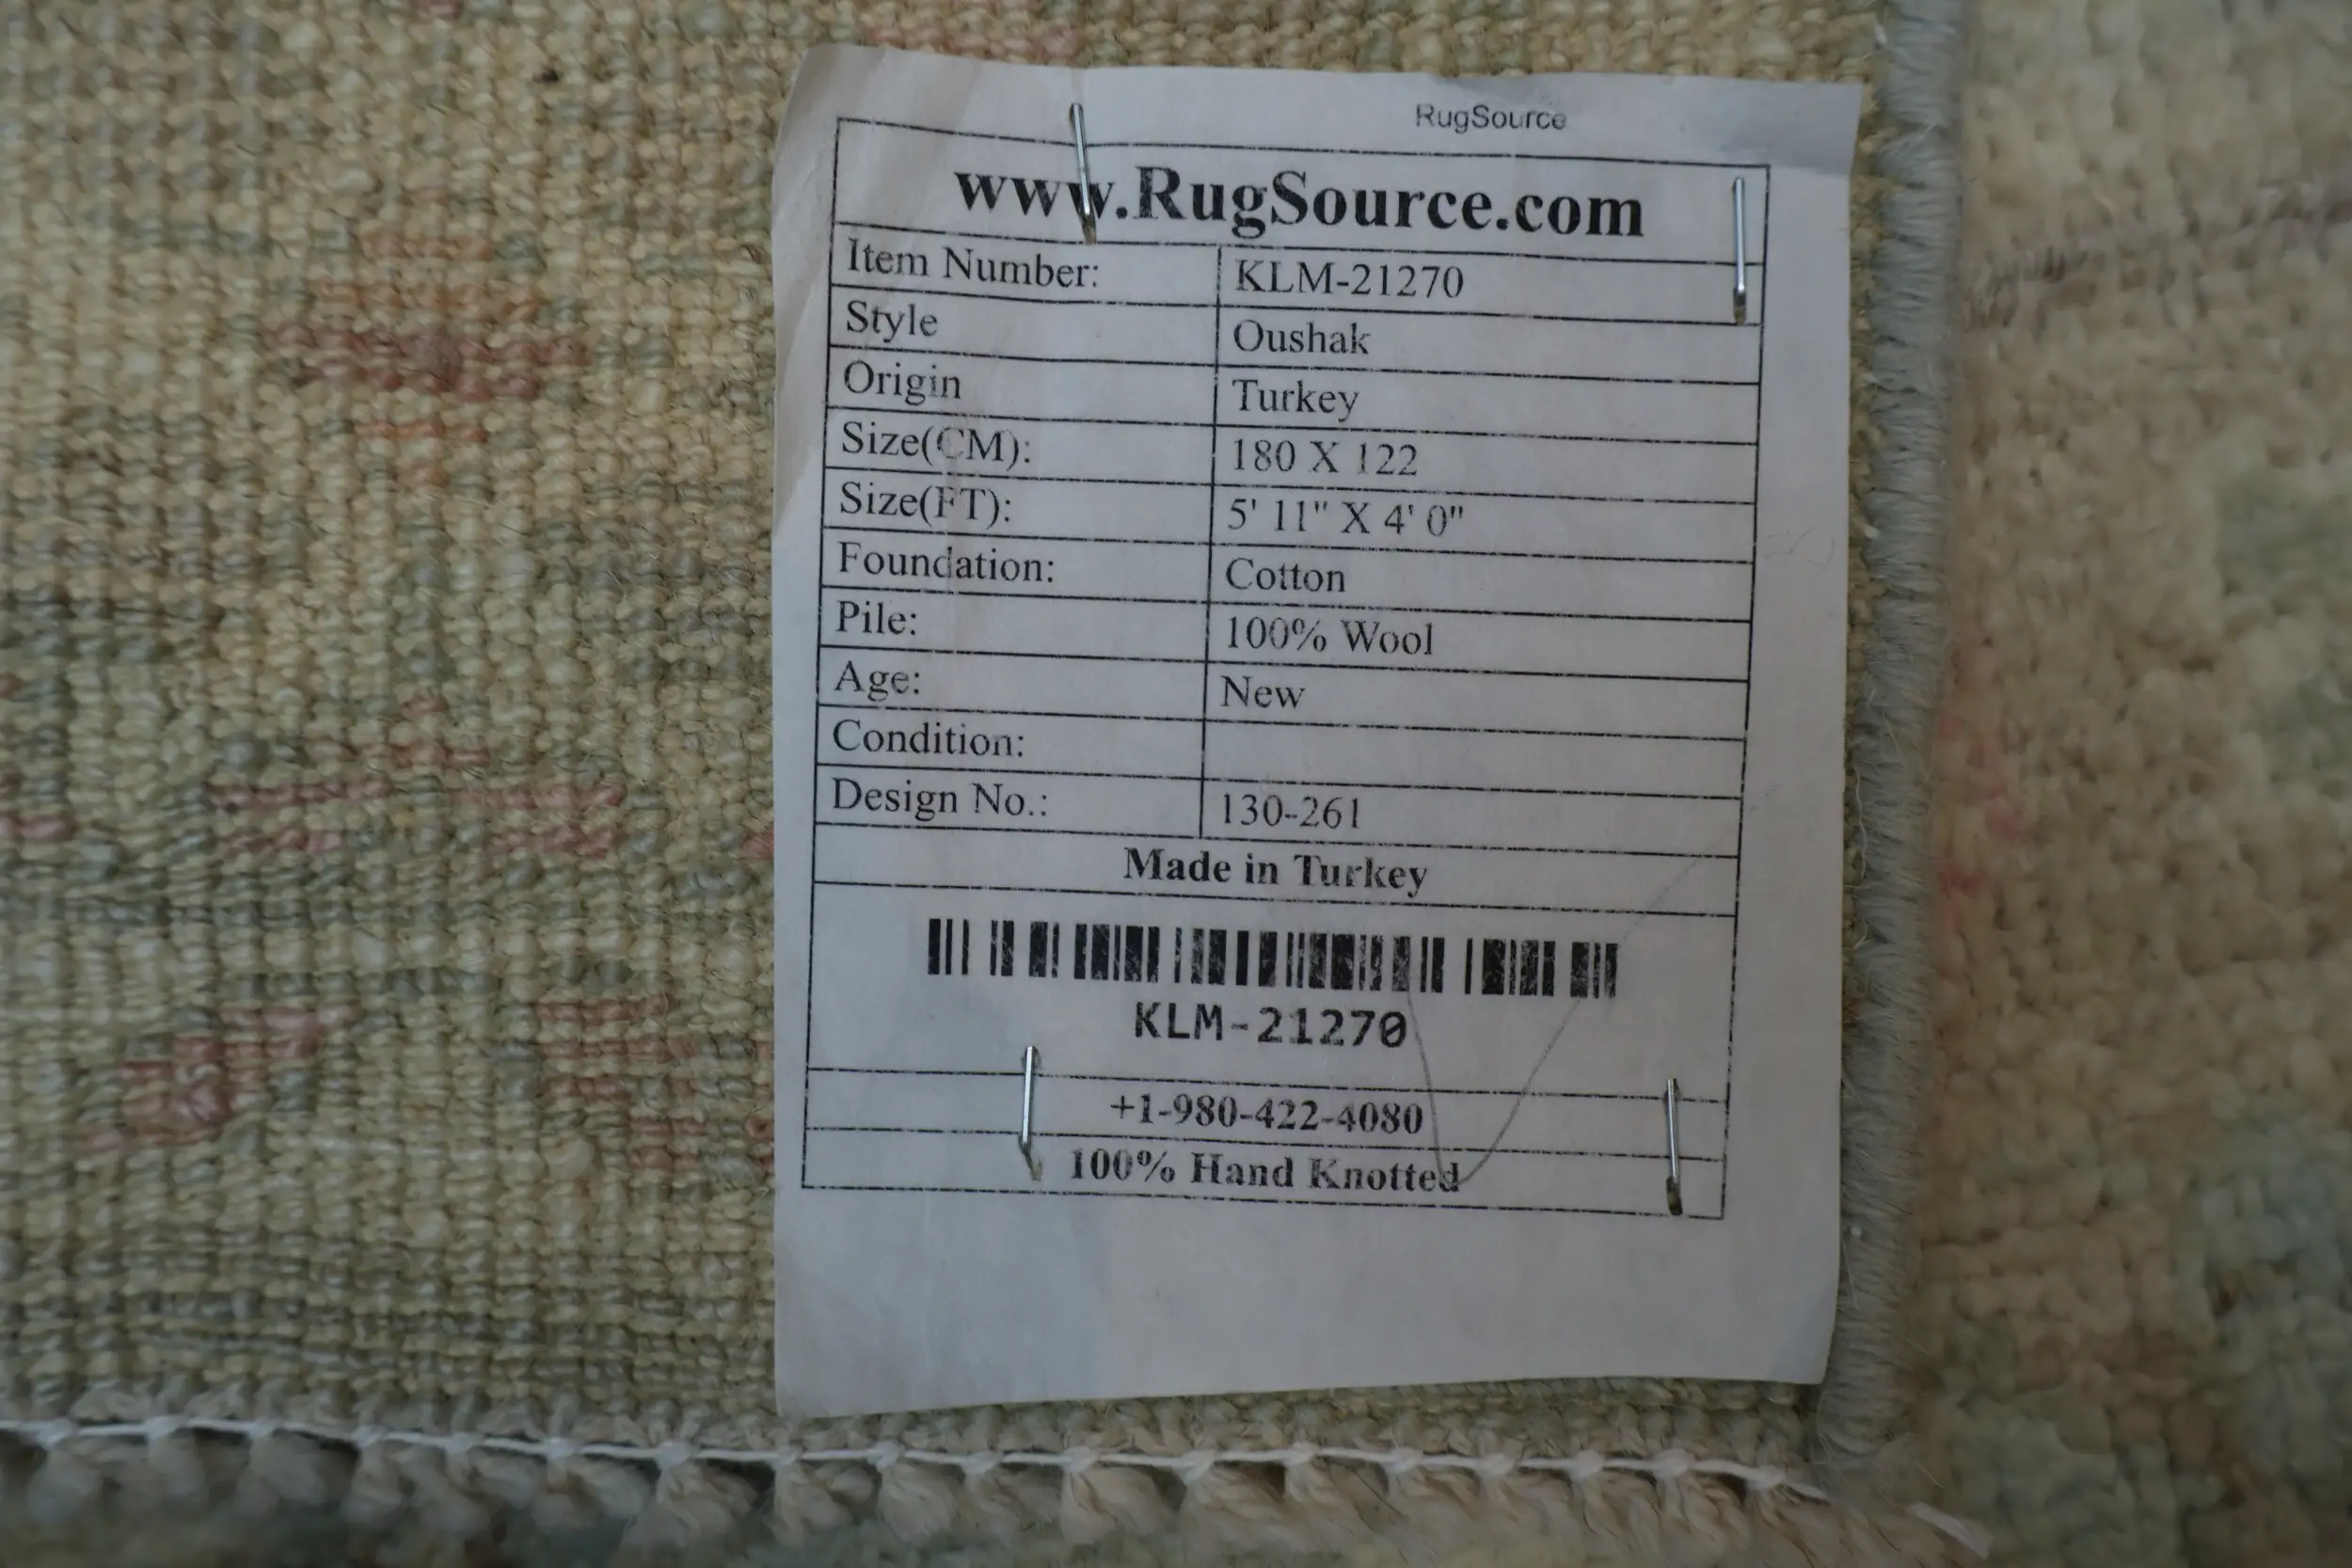 RugSource
www.RugSource.com
Item Number: KLM-21270
Style Oushak
Origin Turkey
Size(CM): 180 X 122
Size(FT): 5' 11" X 4' 0"
Foundation: Cotton
Pile: 100% Wool
Age: New
Condition:
Design No.: 130-261
Made in Turkey
KLM-21270
+1-980-422-4080
100% Hand Knotted